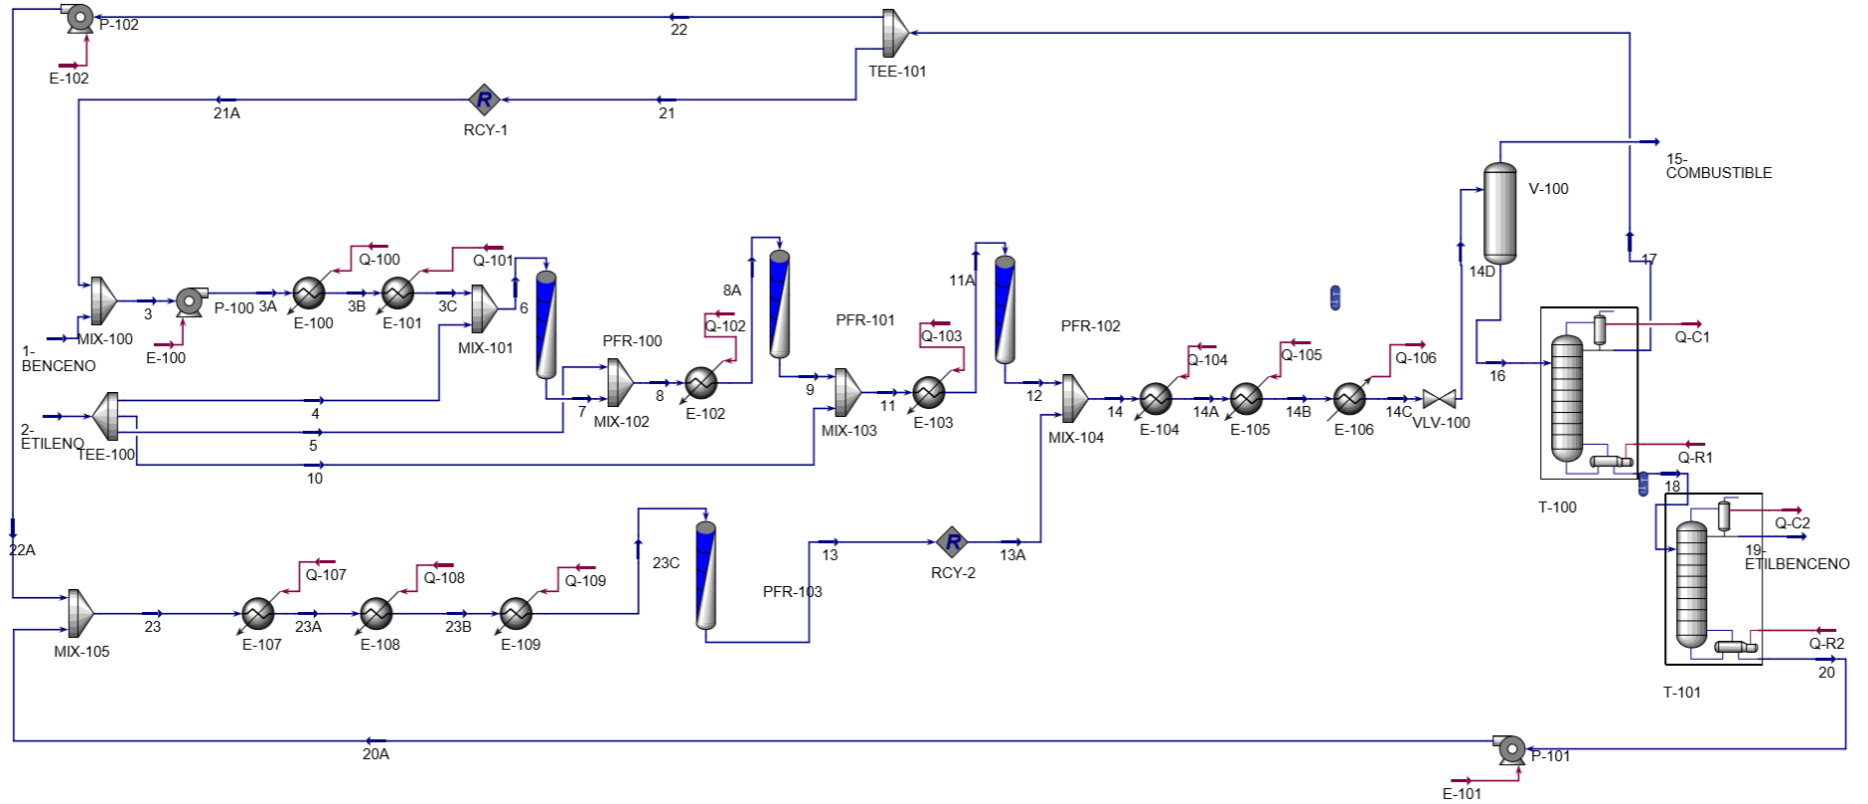 P-102
22
E-102
TEE-101
21A
R
21
RCY-1
15-
COMBUSTIBLE
V-100
Q-100
Q-101
17
14D
8A
11A
3
P-100
3A
3B
3C
6
E-100
E-101
MIX-100
E-100
MIX-101
1-
BENCENO
PFR-100
Q-102
PFR-101
Q-103
PFR-102
Q-C1
Q-104
Q-105
Q-106
16
4
7
MIX-102
8
E-102
9
MIX-103
11
E-103
12
MIX-104
14
E-104
14A
E-105
14B
E-106
14C
VLV-100
2-
ETILENO
TEE-100
5
10
Q-R1
18
T-100
Q-C2
19-
ETILBENCENO
22A
Q-107
Q-108
Q-109
23C
13
R
13A
RCY-2
PFR-103
23
23A
23B
E-107
E-108
E-109
MIX-105
Q-R2
20
T-101
20A
P-101
E-101